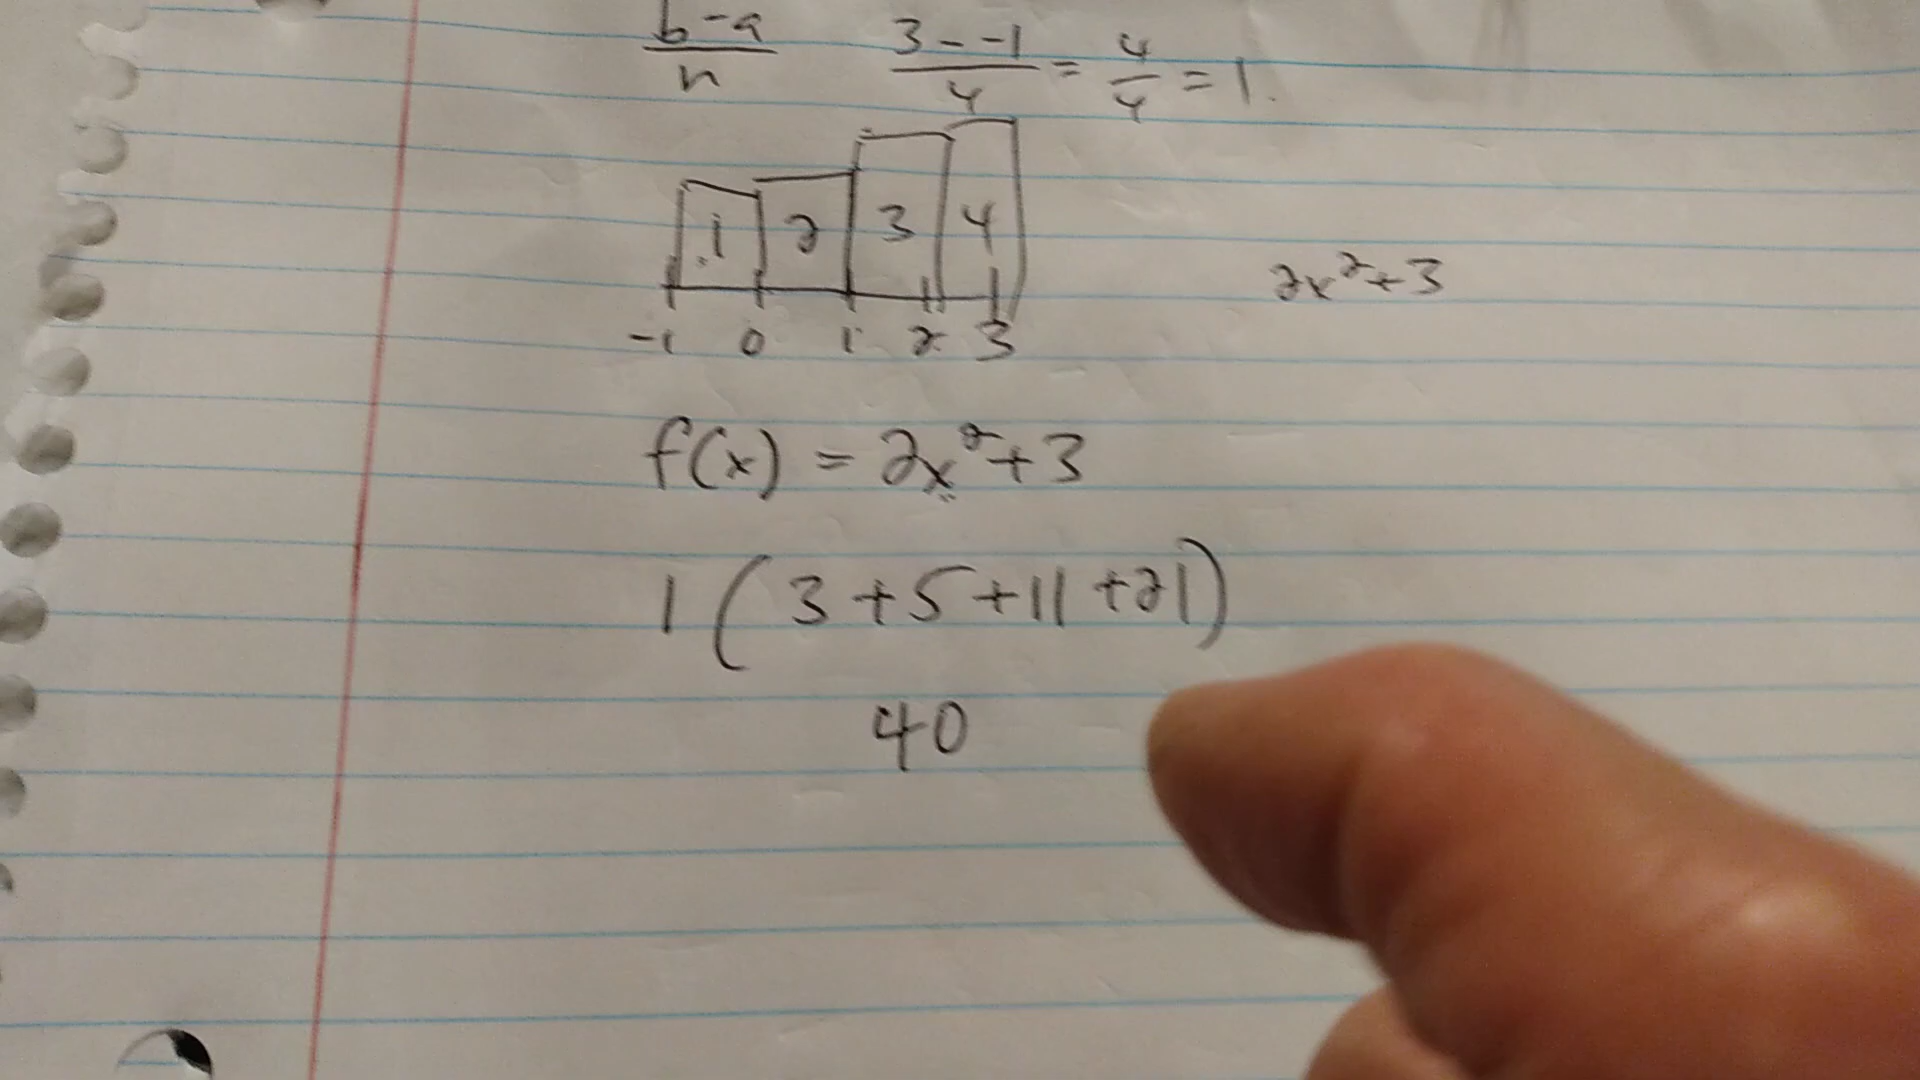 b-a/n 3--1/4 = 4/4 = 1.
1 2 3 4
2x²+3
-1 0 1 2 3
f(x) = 2x²+3
1 (3+5+11+21)
40